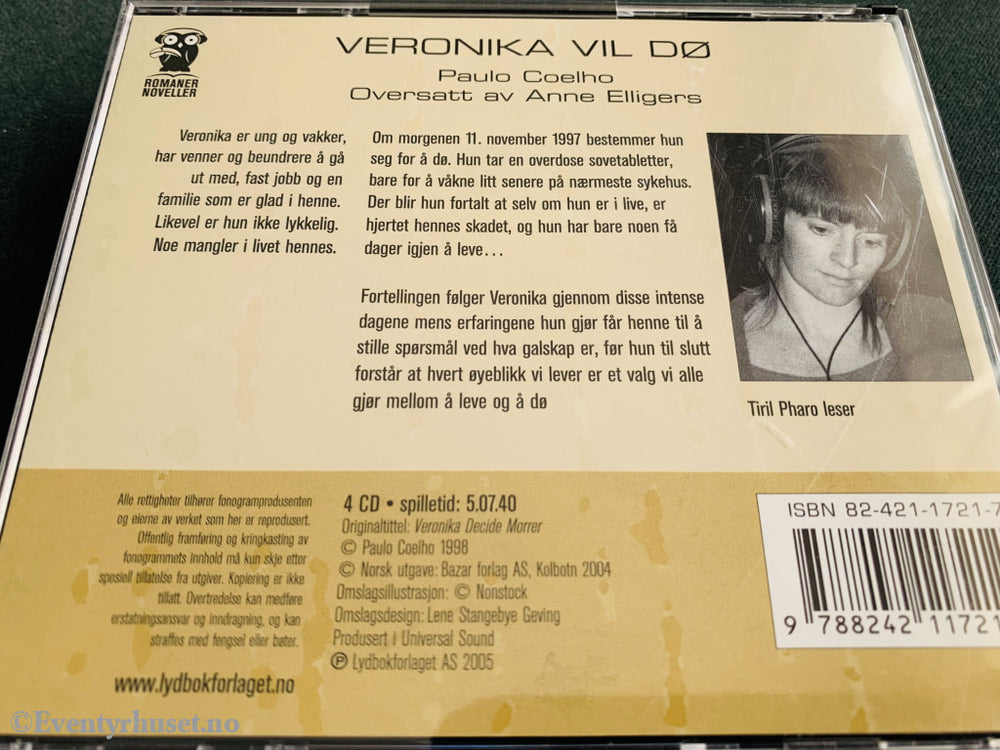 ROMANER
NOVELLER
VERONIKA VIL DØ
Paulo Coelho
Oversatt av Anne Elligers
Veronika er ung og vakker,
har venner og beundrere å gå
ut med, fast jobb og en
familie som er glad i henne.
Likevel er hun ikke lykkelig.
Noe mangler i livet hennes.
Om morgenen 11. november 1997 bestemmer hun
seg for å dø. Hun tar en overdose sovetabletter,
bare for å våkne litt senere på nærmeste sykehus.
Der blir hun fortalt at selv om hun er i live, er
hjertet hennes skadet, og hun har bare noen få
dager igjen å leve...
Fortellingen følger Veronika gjennom disse intense
dagene mens erfaringene hun gjør får henne til å
stille spørsmål ved hva galskap er, før hun til slutt
forstår at hvert øyeblikk vi lever er et valg vi alle
gjør mellom å leve og å dø
Tiril Pharo leser
Alle rettigheter tilhører fonogramprodusenten
og eierne av verket som her er reprodusert.
Offentlig framføring og kringkasting av
fonogrammets innhold må kun skje etter
spesiell tillatelse fra utgiver. Kopiering er ikke
tillatt. Overtredelse kan medføre
erstatningsansvar og inndragning, og kan
straffes med fengsel eller bøter.
www.lydbokforlaget.no
4 CD • spilletid: 5.07.40
Originaltittel: Veronika Decide Morrer
© Paulo Coelho 1998
© Norsk utgave: Bazar forlag AS, Kolbotn 2004
Omslagsillustrasjon: © Nonstock
Omslagsdesign: Lene Stangebye Geving
Produsert i Universal Sound
℗ Lydbokforlaget AS 2005
ISBN 82-421-1721-7
9 788242 11721
©Eventyrhuset.no